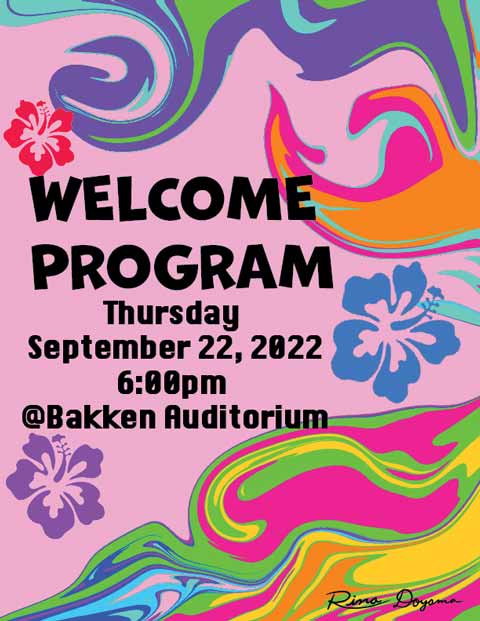 WELCOME
PROGRAM
Thursday
September 22, 2022
6:00pm
@Bakken Auditorium
Rino Doyama